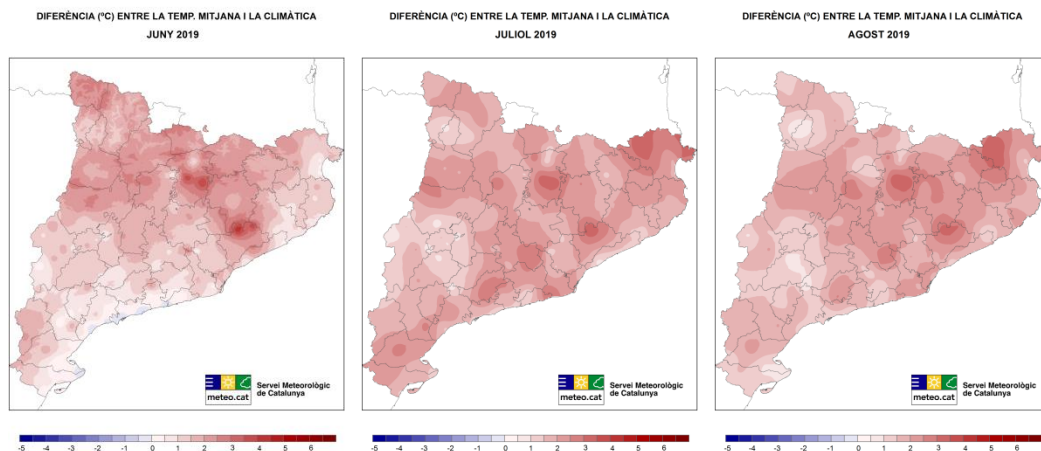 DIFERÈNCIA (ºC) ENTRE LA TEMP. MITJANA I LA CLIMÀTICA
JUNY 2019
DIFERÈNCIA (ºC) ENTRE LA TEMP. MITJANA I LA CLIMÀTICA
JULIOL 2019
DIFERÈNCIA (ºC) ENTRE LA TEMP. MITJANA I LA CLIMÀTICA
AGOST 2019
meteo.cat
Servei Meteorològic
de Catalunya
meteo.cat
Servei Meteorològic
de Catalunya
meteo.cat
Servei Meteorològic
de Catalunya
-5 -4 -3 -2 -1 0 1 2 3 4 5 6
-5 -4 -3 -2 -1 0 1 2 3 4 5 6
-5 -4 -3 -2 -1 0 1 2 3 4 5 6